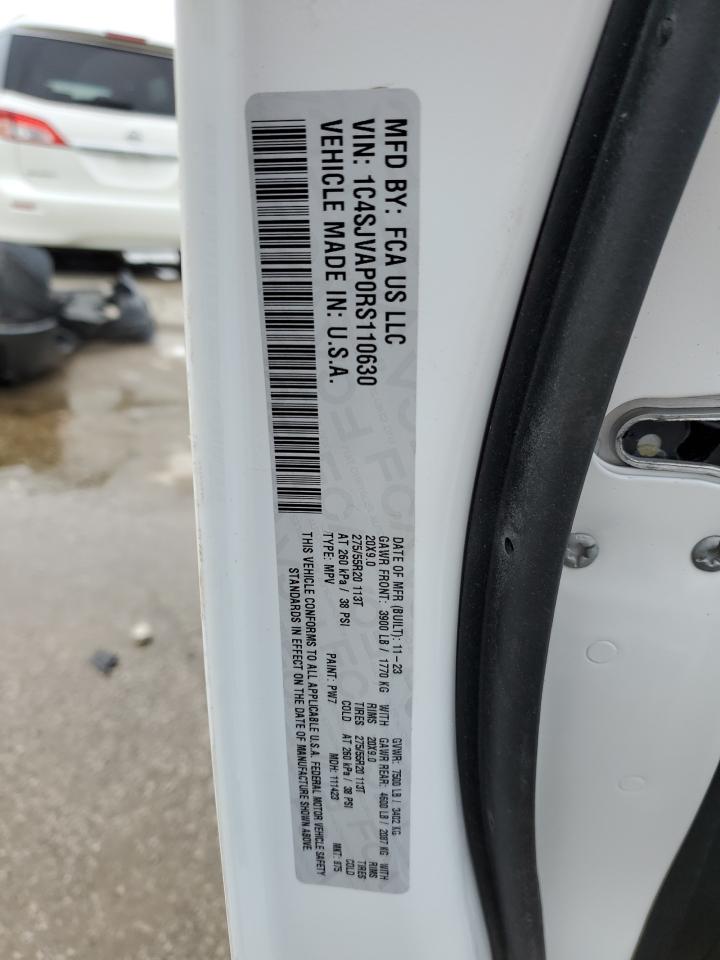 MFD BY: FCA US LLC
VIN: 1C4SJVAP0RS110630
VEHICLE MADE IN: U.S.A.
DATE OF MFR (BUILT): 11-23 GVWR: 7500 LB / 3402 KG
GAWR FRONT: 3900 LB / 1770 KG WITH GAWR REAR: 4600 LB / 2087 KG WITH
20X9.0 RIMS 20X9.0 RIMS
275/55R20 113T TIRES 275/55R20 113T TIRES
AT 260 kPa / 38 PSI COLD AT 260 kPa / 38 PSI COLD
TYPE: MPV PAINT: PW7 MDH: 111423 MKT: 875
THIS VEHICLE CONFORMS TO ALL APPLICABLE U.S.A. FEDERAL MOTOR VEHICLE SAFETY
STANDARDS IN EFFECT ON THE DATE OF MANUFACTURE SHOWN ABOVE.